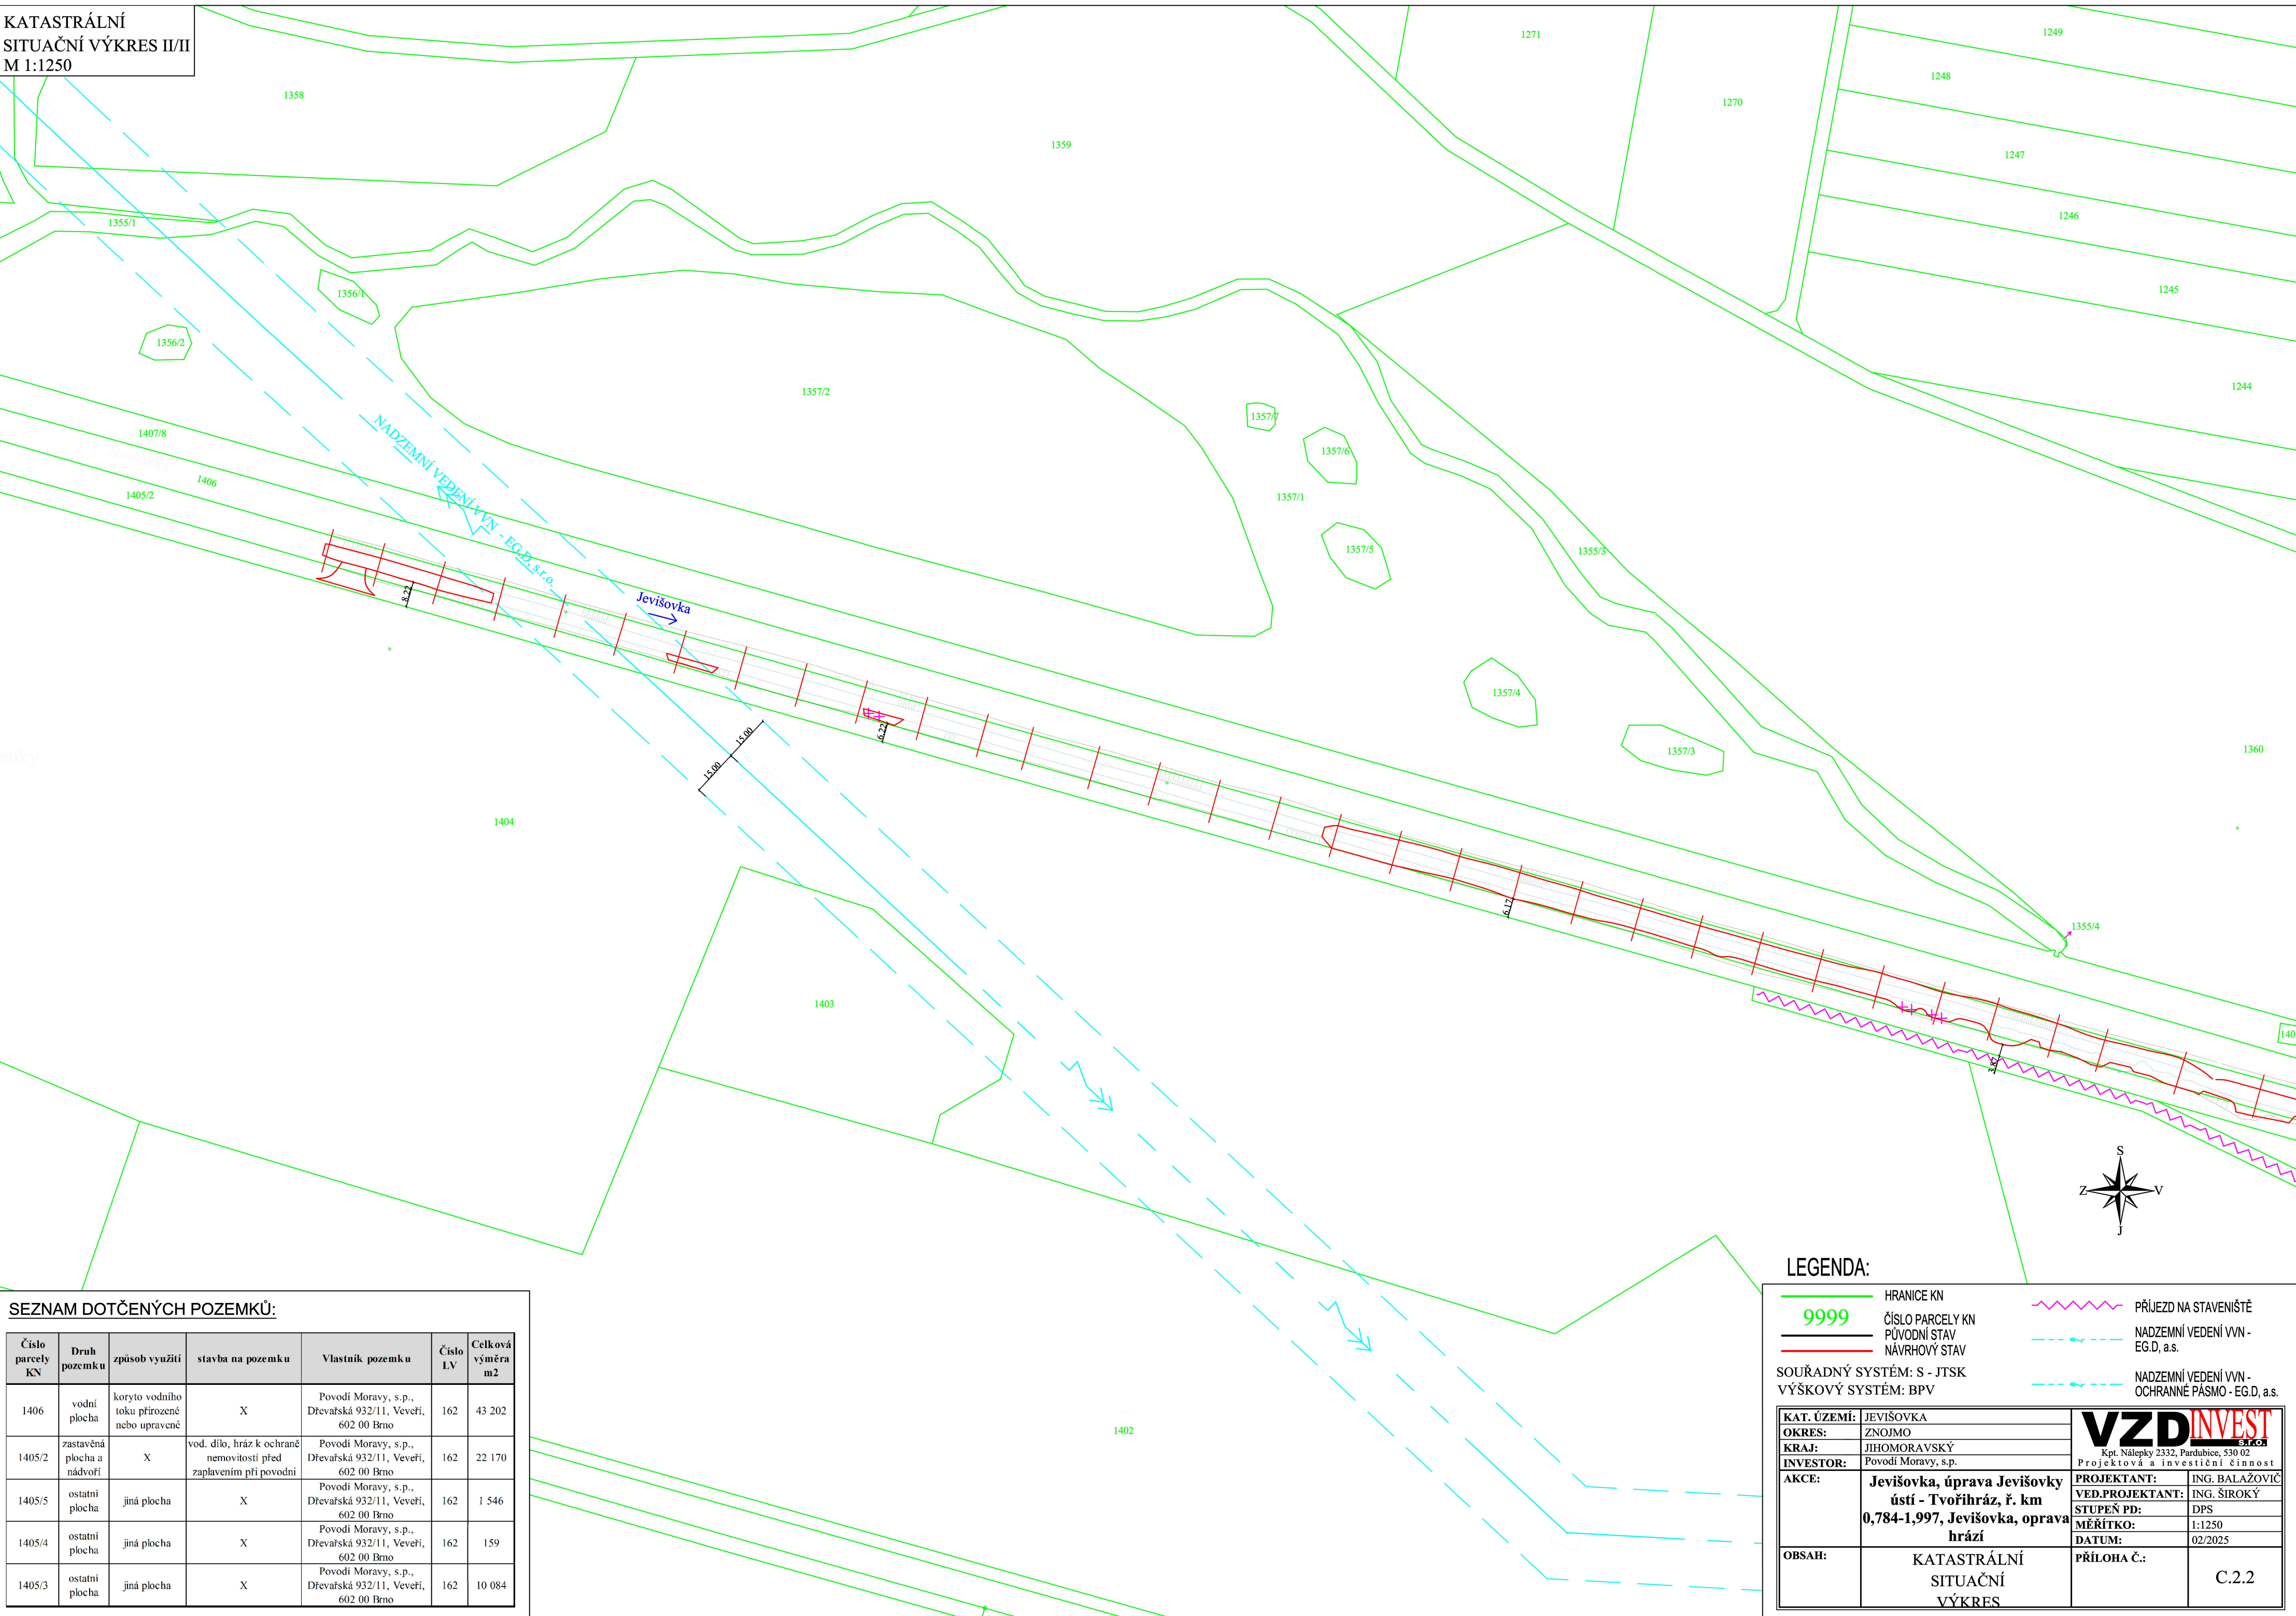 KATASTRÁLNÍ
SITUAČNÍ VÝKRES II/II
M 1:1250
1271
1249
1248
1358
1270
1359
1247
1246
1355/1
1245
1356/1
1356/2
1244
1357/2
1357/7
1407/8
1357/6
1406
1405/2
1357/1
NADZEMNÍ VEDENÍ VVN - EG.D, s.r.o.
1357/5
1355/3
8.22
Jevišovka
1357/4
6.22
15.00
15.00
1357/3
1360
1404
6.17
1355/4
1403
140
3.82
S
Z
V
J
1402
SEZNAM DOTČENÝCH POZEMKŮ:
Číslo parcely KN | Druh pozemku | způsob využití | stavba na pozemku | Vlastník pozemku | Číslo LV | Celková výměra m2
1406 | vodní plocha | koryto vodního toku přirozené nebo upravené | X | Povodí Moravy, s.p., Dřevařská 932/11, Veveří, 602 00 Brno | 162 | 43 202
1405/2 | zastavěná plocha a nádvoří | X | vod. dílo, hráz k ochraně nemovitostí před zaplavením při povodni | Povodí Moravy, s.p., Dřevařská 932/11, Veveří, 602 00 Brno | 162 | 22 170
1405/5 | ostatní plocha | jiná plocha | X | Povodí Moravy, s.p., Dřevařská 932/11, Veveří, 602 00 Brno | 162 | 1 546
1405/4 | ostatní plocha | jiná plocha | X | Povodí Moravy, s.p., Dřevařská 932/11, Veveří, 602 00 Brno | 162 | 159
1405/3 | ostatní plocha | jiná plocha | X | Povodí Moravy, s.p., Dřevařská 932/11, Veveří, 602 00 Brno | 162 | 10 084
LEGENDA:
HRANICE KN
9999
ČÍSLO PARCELY KN
PŮVODNÍ STAV
NÁVRHOVÝ STAV
PŘÍJEZD NA STAVENIŠTĚ
NADZEMNÍ VEDENÍ VVN -
EG.D, a.s.
NADZEMNÍ VEDENÍ VVN -
OCHRANNÉ PÁSMO - EG.D, a.s.
SOUŘADNÝ SYSTÉM: S - JTSK
VÝŠKOVÝ SYSTÉM: BPV
KAT. ÚZEMÍ: JEVIŠOVKA
OKRES: ZNOJMO
KRAJ: JIHOMORAVSKÝ
INVESTOR: Povodí Moravy, s.p.
VZD INVEST s.r.o.
Kpt. Nálepky 2332, Pardubice, 530 02
Projektová a investiční činnost
AKCE:
Jevišovka, úprava Jevišovky
ústí - Tvořihráz, ř. km
0,784-1,997, Jevišovka, oprava
hrází
PROJEKTANT: ING. BALAŽOVIČ
VED.PROJEKTANT: ING. ŠIROKÝ
STUPEŇ PD: DPS
MĚŘÍTKO: 1:1250
DATUM: 02/2025
OBSAH:
KATASTRÁLNÍ
SITUAČNÍ
VÝKRES
PŘÍLOHA Č.:
C.2.2